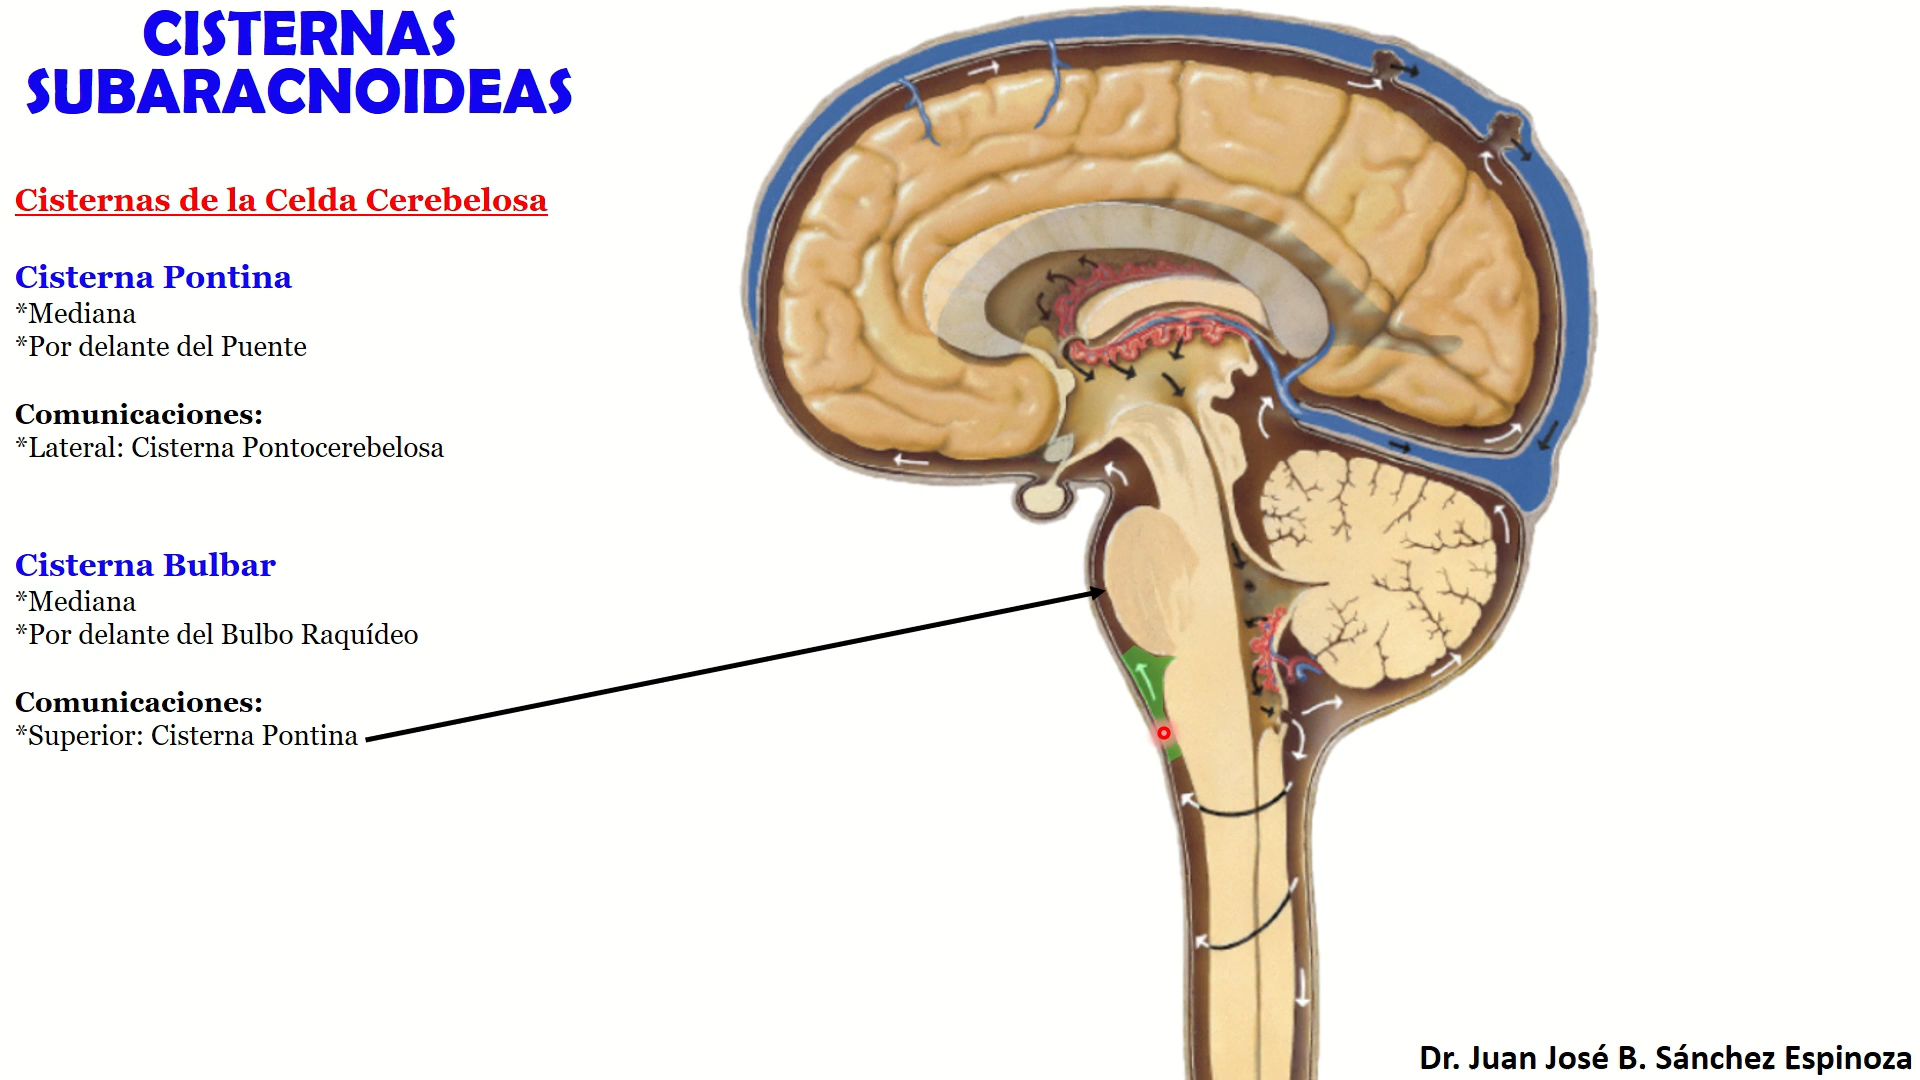 CISTERNAS
SUBARACNOIDEAS
Cisternas de la Celda Cerebelosa
Cisterna Pontina
*Mediana
*Por delante del Puente
Comunicaciones:
*Lateral: Cisterna Pontocerebelosa
Cisterna Bulbar
*Mediana
*Por delante del Bulbo Raquídeo
Comunicaciones:
*Superior: Cisterna Pontina
Dr. Juan José B. Sánchez Espinoza